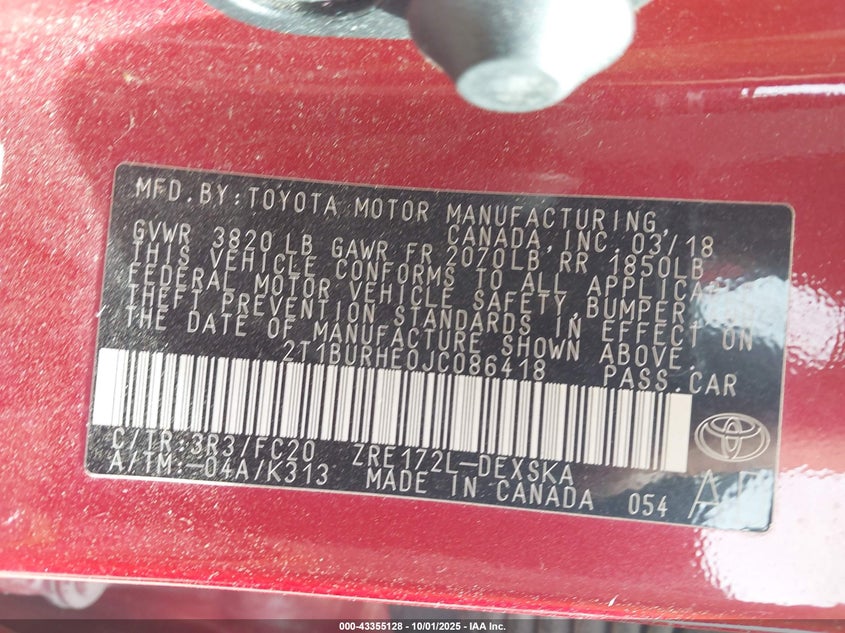 MFD.BY:TOYOTA MOTOR MANUFACTURING,
CANADA,INC. 03/18
GVWR 3820LB GAWR FR 2070LB RR 1850LB
THIS VEHICLE CONFORMS TO ALL
FEDERAL MOTOR VEHICLE SAFETY,BUMPER
THEFT PREVENTION STANDARDS IN EFFECT ON
THE DATE OF MANUFACTURE SHOWN ABOVE.
2T1BURHE0JC086418 PASS.CAR
C/TR:3R3/FC20 ZRE172L-DEXSKA
A/TM:-04A/K313 MADE IN CANADA 054
000-43355128 - 10/01/2025 - IAA Inc.